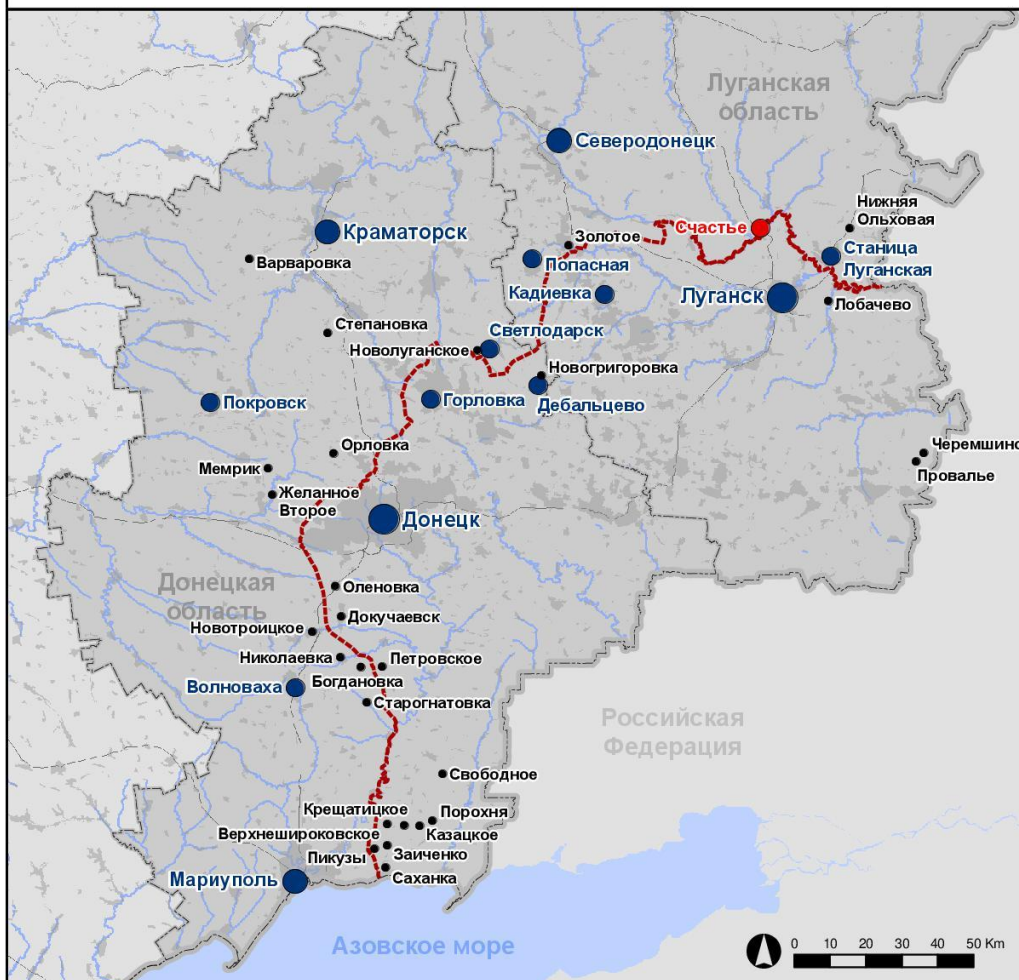 Луганская
область
Северодонецк
Нижняя
Ольховая
Счастье
Краматорск
Золотое
Станица
Луганская
Варваровка
Попасная
Кадиевка
Луганск
Лобачево
Степановка
Светлодарск
Новолуганское
Новогригоровка
Покровск
Горловка
Дебальцево
Орловка
Черемшино
Мемрик
Провалье
Желанное
Второе
Донецк
Донецкая
область
Оленовка
Докучаевск
Новотроицкое
Николаевка
Петровское
Богдановка
Волноваха
Старогнатовка
Российская
Федерация
Свободное
Крещатицкое
Порохня
Верхнешироковское
Казацкое
Пикузы
Заиченко
Саханка
Мариуполь
Азовское море
0 10 20 30 40 50 Km